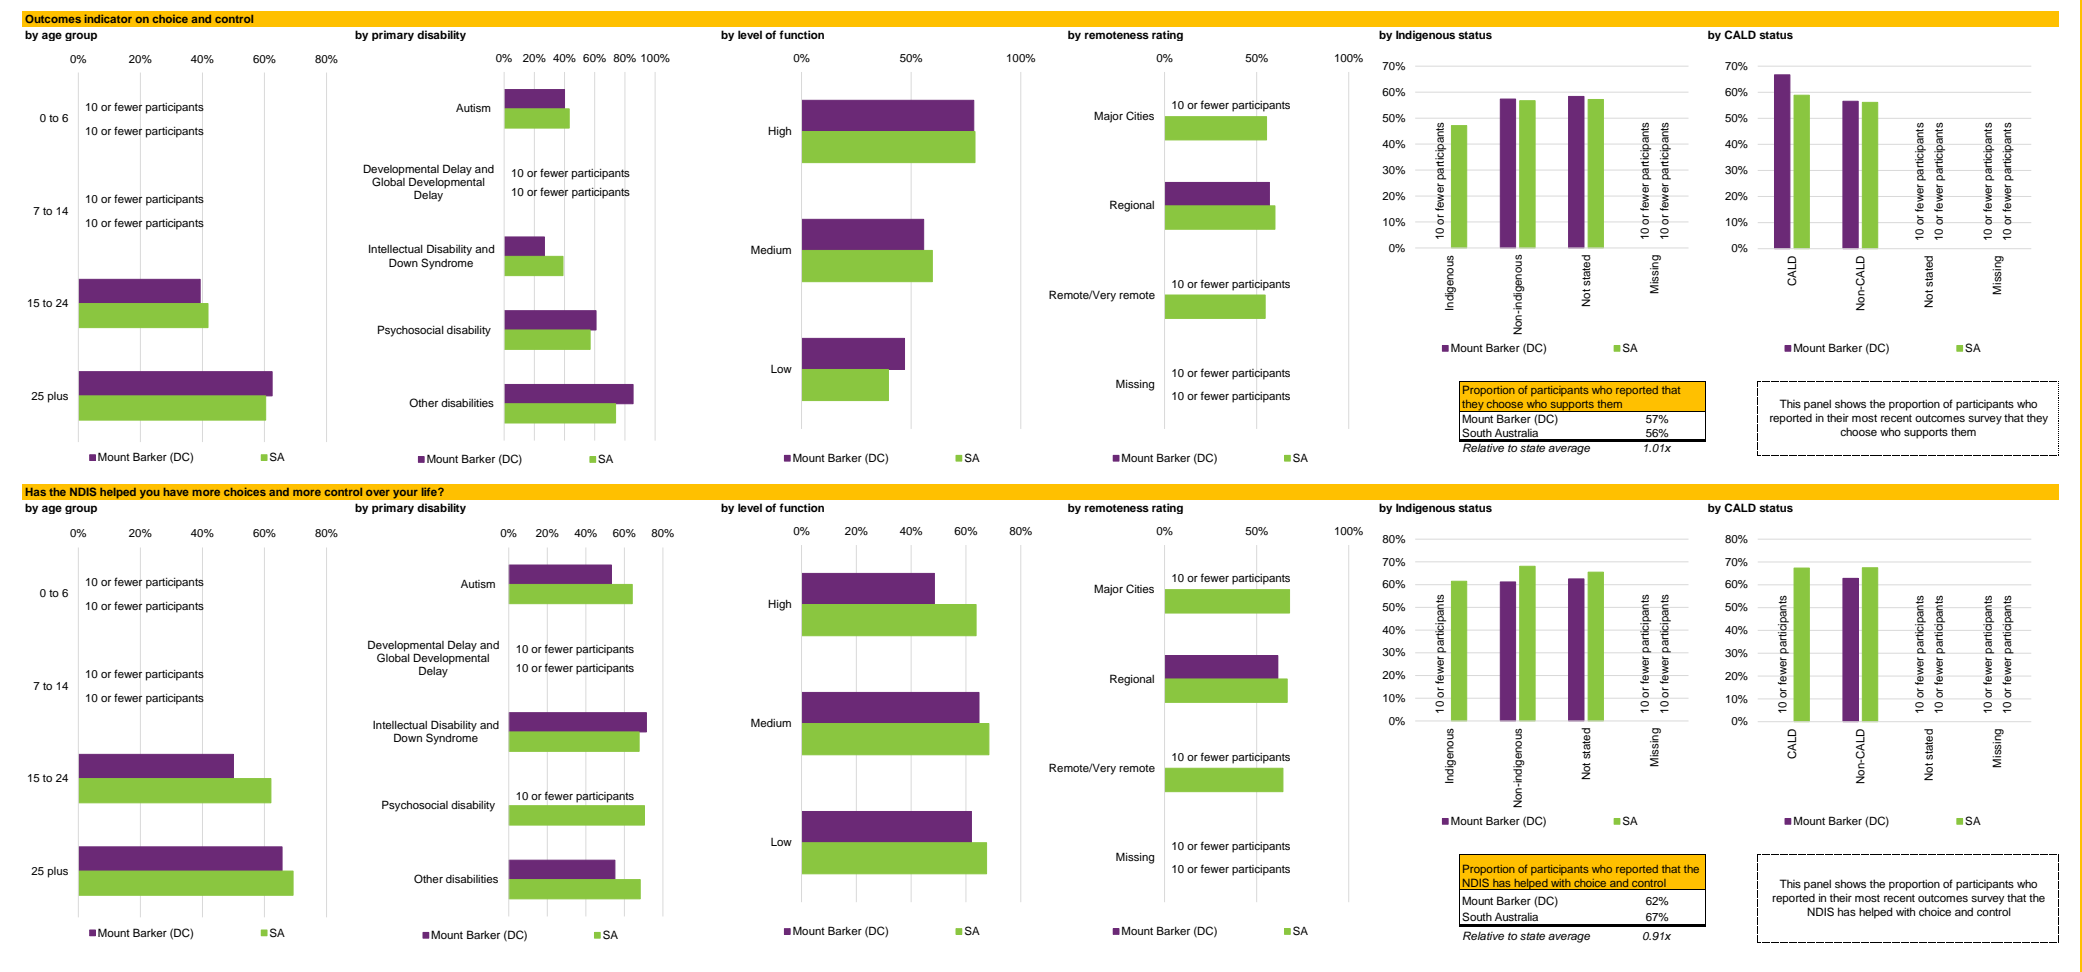 Outcomes indicator on choice and control
by age group
0% 20% 40% 60% 80%
0 to 6
10 or fewer participants
10 or fewer participants
7 to 14
10 or fewer participants
10 or fewer participants
15 to 24
25 plus
Mount Barker (DC) SA
by primary disability
0% 20% 40% 60% 80% 100%
Autism
Developmental Delay and
Global Developmental
Delay
10 or fewer participants
10 or fewer participants
Intellectual Disability and
Down Syndrome
Psychosocial disability
Other disabilities
Mount Barker (DC) SA
by level of function
0% 50% 100%
High
Medium
Low
Mount Barker (DC) SA
by remoteness rating
0% 50% 100%
Major Cities
10 or fewer participants
Regional
Remote/Very remote
10 or fewer participants
Missing
10 or fewer participants
10 or fewer participants
Mount Barker (DC) SA
by Indigenous status
70%
60%
50%
40%
30%
20%
10%
0%
10 or fewer participants
10 or fewer participants
10 or fewer participants
Indigenous
Non-indigenous
Not stated
Missing
Mount Barker (DC) SA
Proportion of participants who reported that
they choose who supports them
Mount Barker (DC) 57%
South Australia 56%
Relative to state average 1.01x
by CALD status
70%
60%
50%
40%
30%
20%
10%
0%
10 or fewer participants
10 or fewer participants
10 or fewer participants
10 or fewer participants
CALD
Non-CALD
Not stated
Missing
Mount Barker (DC) SA
This panel shows the proportion of participants who
reported in their most recent outcomes survey that they
choose who supports them
Has the NDIS helped you have more choices and more control over your life?
by age group
0% 20% 40% 60% 80%
0 to 6
10 or fewer participants
10 or fewer participants
7 to 14
10 or fewer participants
10 or fewer participants
15 to 24
25 plus
Mount Barker (DC) SA
by primary disability
0% 20% 40% 60% 80%
Autism
Developmental Delay and
Global Developmental
Delay
10 or fewer participants
10 or fewer participants
Intellectual Disability and
Down Syndrome
Psychosocial disability
10 or fewer participants
Other disabilities
Mount Barker (DC) SA
by level of function
0% 20% 40% 60% 80%
High
Medium
Low
Mount Barker (DC) SA
by remoteness rating
0% 50% 100%
Major Cities
10 or fewer participants
Regional
Remote/Very remote
10 or fewer participants
Missing
10 or fewer participants
10 or fewer participants
Mount Barker (DC) SA
by Indigenous status
80%
70%
60%
50%
40%
30%
20%
10%
0%
10 or fewer participants
10 or fewer participants
10 or fewer participants
Indigenous
Non-indigenous
Not stated
Missing
Mount Barker (DC) SA
Proportion of participants who reported that the
NDIS has helped with choice and control
Mount Barker (DC) 62%
South Australia 67%
Relative to state average 0.91x
by CALD status
80%
70%
60%
50%
40%
30%
20%
10%
0%
10 or fewer participants
10 or fewer participants
10 or fewer participants
10 or fewer participants
10 or fewer participants
CALD
Non-CALD
Not stated
Missing
Mount Barker (DC) SA
This panel shows the proportion of participants who
reported in their most recent outcomes survey that the
NDIS has helped with choice and control